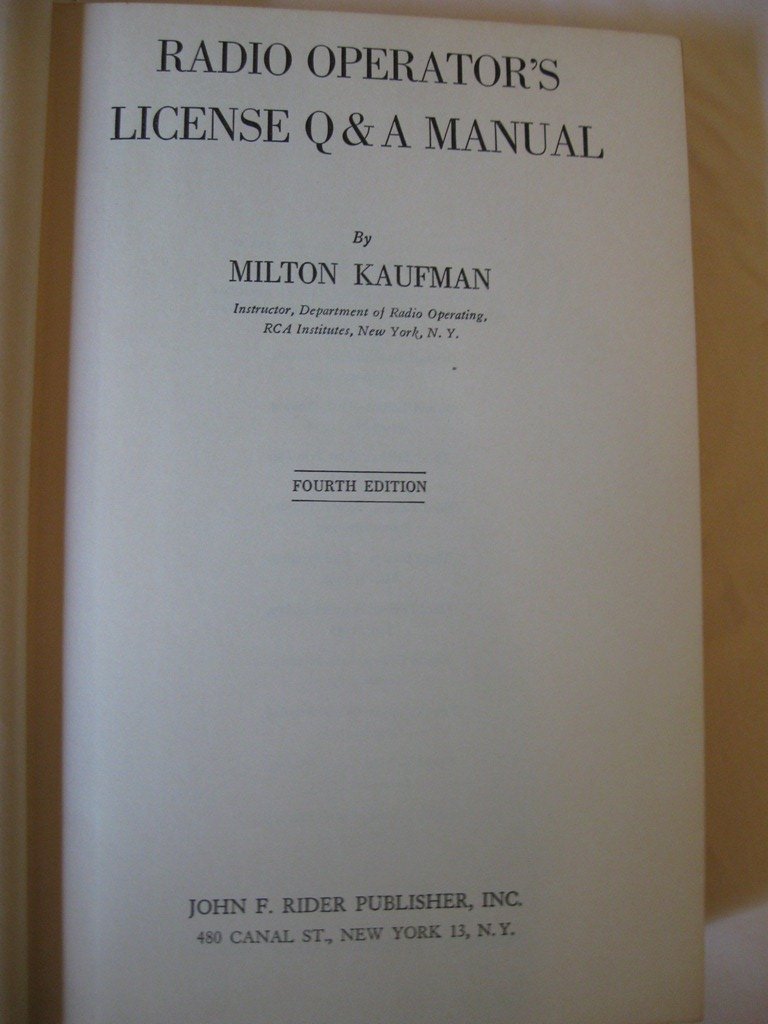 RADIO OPERATOR'S
LICENSE Q & A MANUAL
By
MILTON KAUFMAN
Instructor, Department of Radio Operating,
RCA Institutes, New York, N. Y.
FOURTH EDITION
JOHN F. RIDER PUBLISHER, INC.
480 CANAL ST., NEW YORK 13, N. Y.